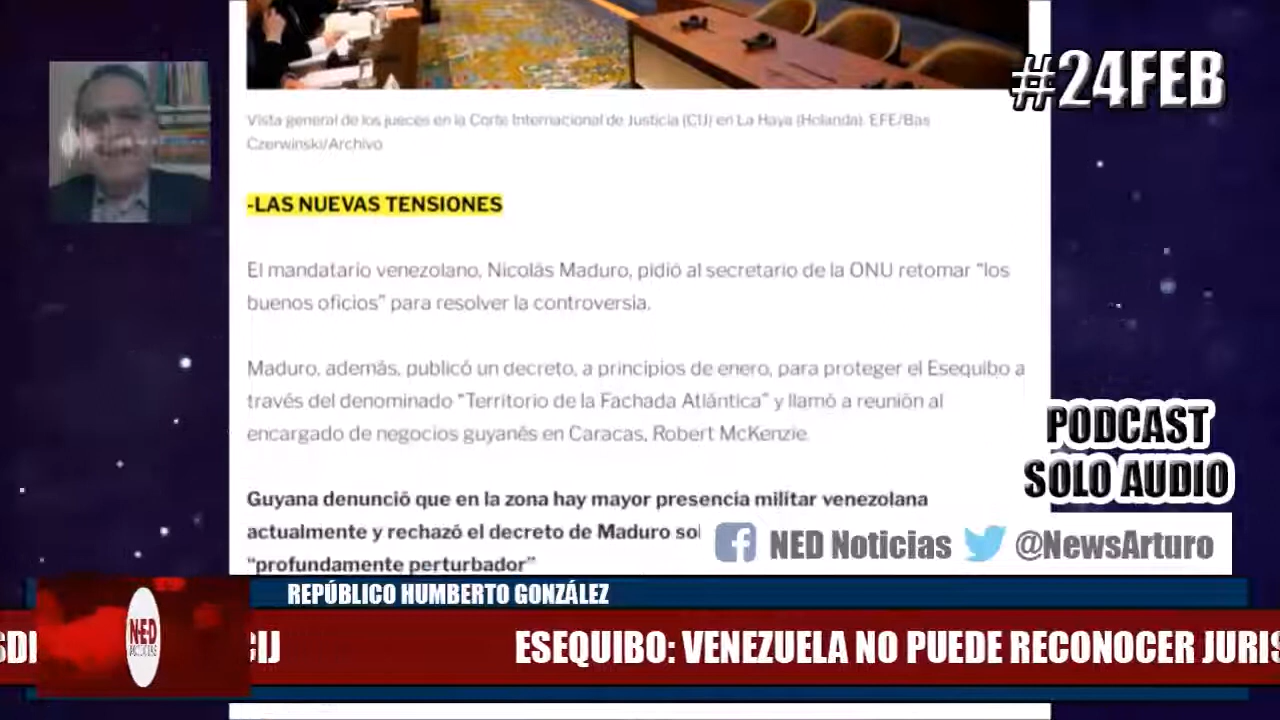 #24FEB
Vista general de los jueces en la Corte Internacional de Justicia (CIJ) en La Haya (Holanda). EFE/Bas
Czerwinski/Archivo
-LAS NUEVAS TENSIONES
El mandatario venezolano, Nicolás Maduro, pidió al secretario de la ONU retomar “los
buenos oficios” para resolver la controversia.
Maduro, además, publicó un decreto, a principios de enero, para proteger el Esequibo a
través del denominado “Territorio de la Fachada Atlántica” y llamó a reunión al
encargado de negocios guyanés en Caracas, Robert McKenzie.
PODCAST
SOLO AUDIO
Guyana denunció que en la zona hay mayor presencia militar venezolana
actualmente y rechazó el decreto de Maduro
“profundamente perturbador”
NED Noticias @NewsArturo
REPÚBLICO HUMBERTO GONZÁLEZ
N-E-D
NOTICIAS
CIJ ESEQUIBO: VENEZUELA NO PUEDE RECONOCER JURIS